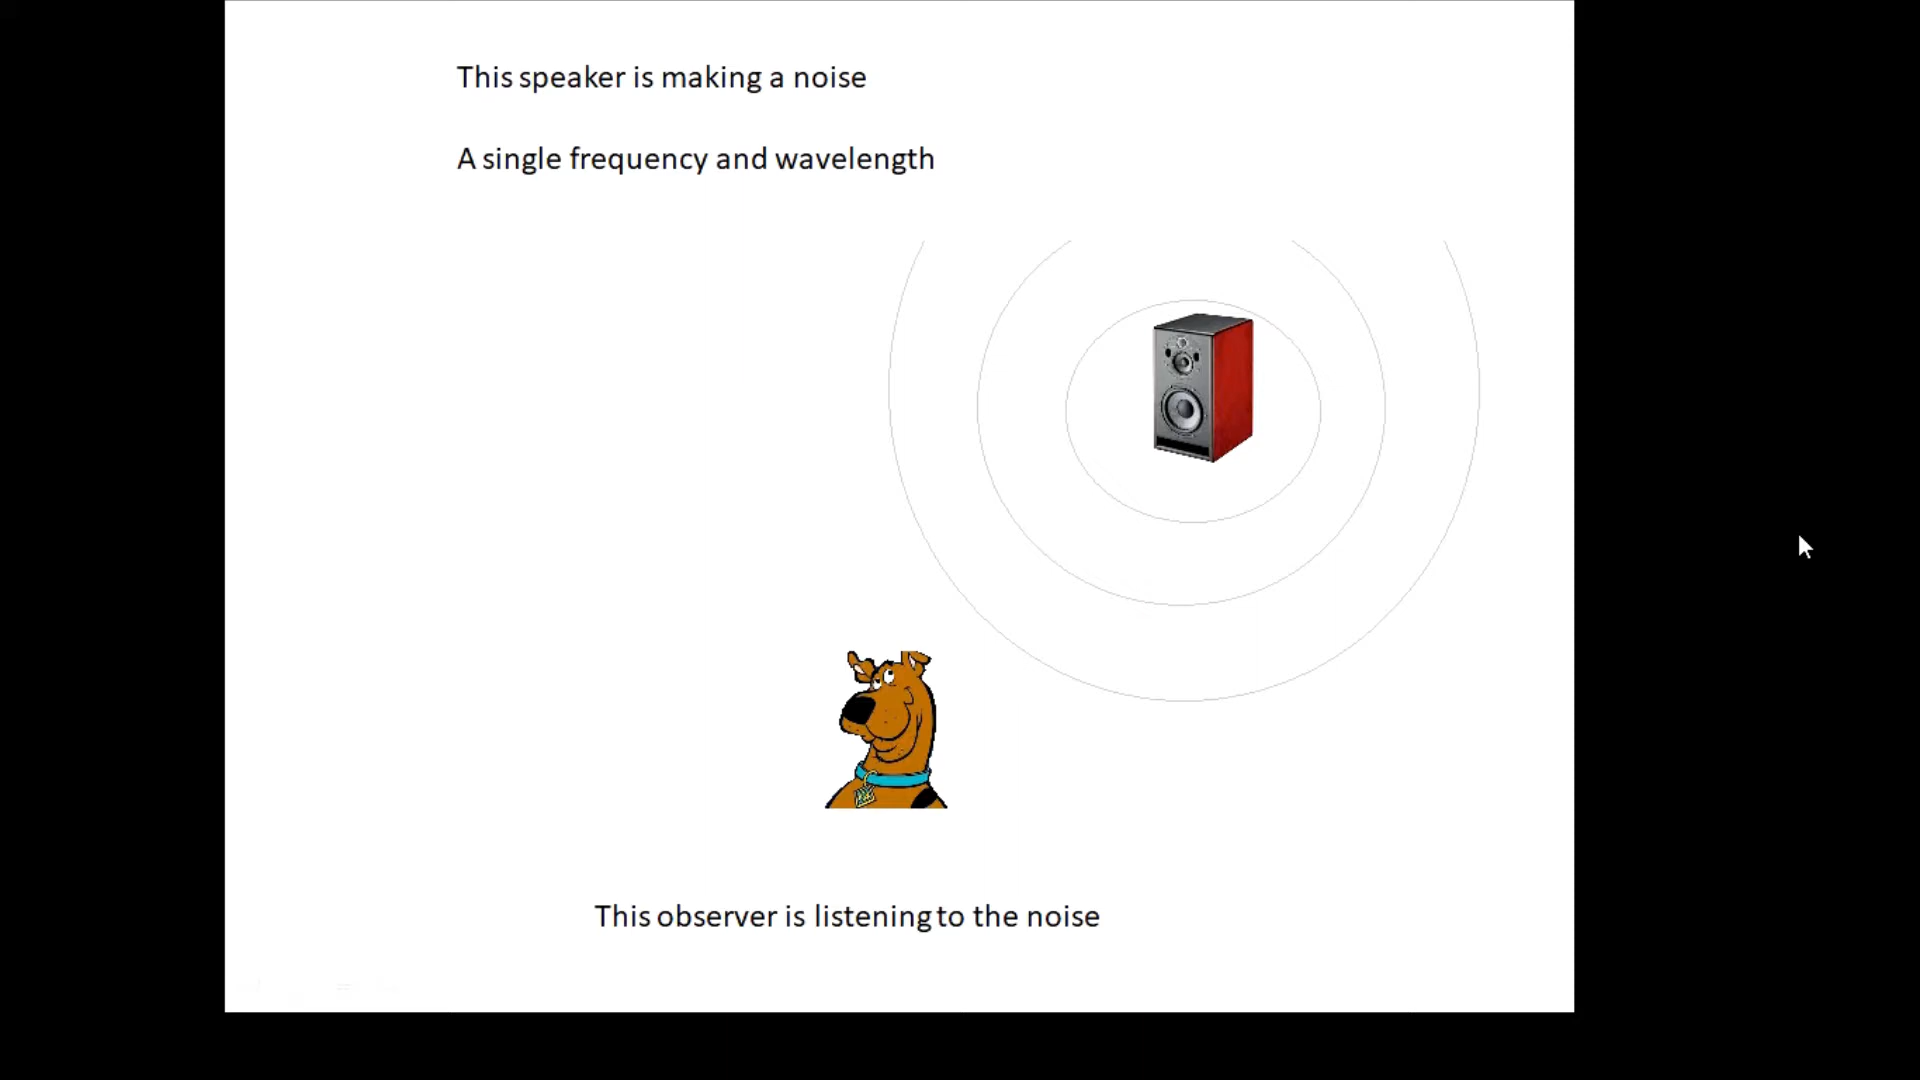 This speaker is making a noise
A single frequency and wavelength
This observer is listening to the noise